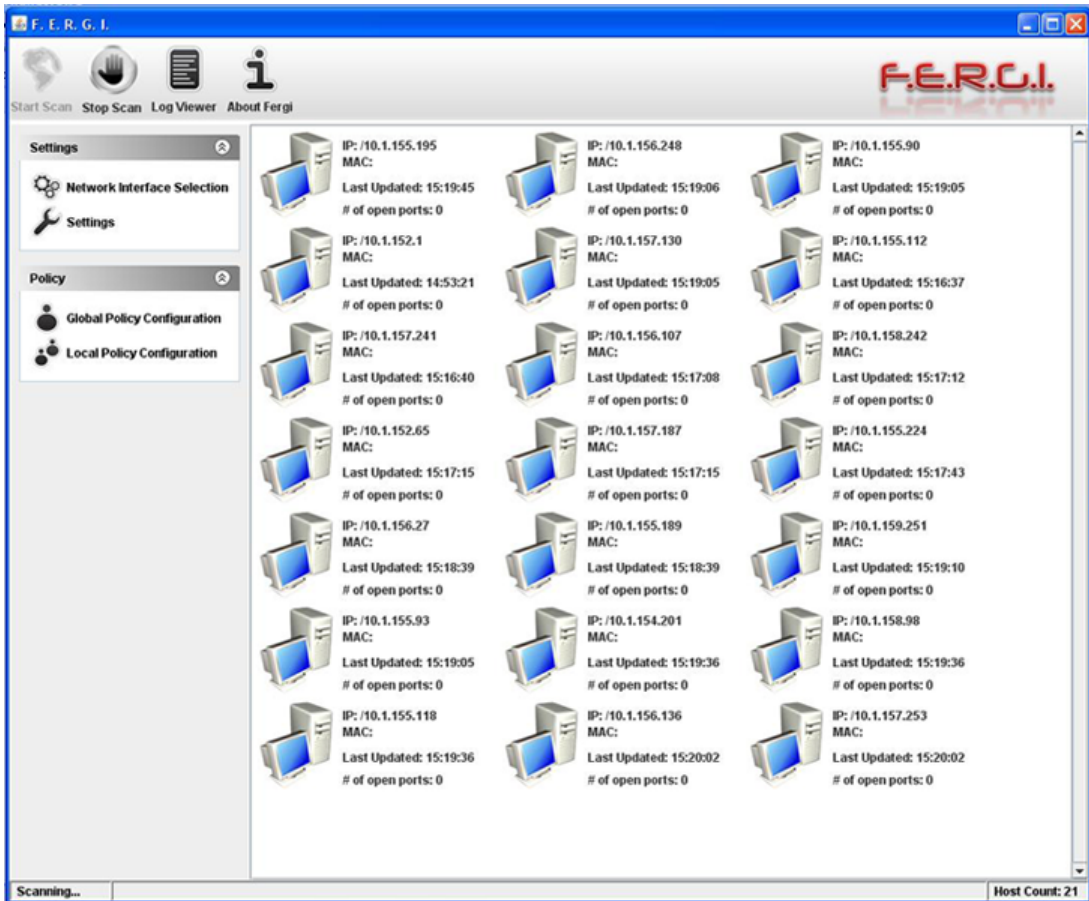 F. E. R. G. I.
Start Scan Stop Scan Log Viewer About Fergi
F.E.R.G.I.
Settings
Network Interface Selection
Settings
Policy
Global Policy Configuration
Local Policy Configuration
IP: /10.1.155.195
MAC:
Last Updated: 15:19:45
# of open ports: 0
IP: /10.1.156.248
MAC:
Last Updated: 15:19:06
# of open ports: 0
IP: /10.1.155.90
MAC:
Last Updated: 15:19:05
# of open ports: 0
IP: /10.1.152.1
MAC:
Last Updated: 14:53:21
# of open ports: 0
IP: /10.1.157.130
MAC:
Last Updated: 15:19:05
# of open ports: 0
IP: /10.1.155.112
MAC:
Last Updated: 15:16:37
# of open ports: 0
IP: /10.1.157.241
MAC:
Last Updated: 15:16:40
# of open ports: 0
IP: /10.1.156.107
MAC:
Last Updated: 15:17:08
# of open ports: 0
IP: /10.1.158.242
MAC:
Last Updated: 15:17:12
# of open ports: 0
IP: /10.1.152.65
MAC:
Last Updated: 15:17:15
# of open ports: 0
IP: /10.1.157.187
MAC:
Last Updated: 15:17:15
# of open ports: 0
IP: /10.1.155.224
MAC:
Last Updated: 15:17:43
# of open ports: 0
IP: /10.1.156.27
MAC:
Last Updated: 15:18:39
# of open ports: 0
IP: /10.1.155.189
MAC:
Last Updated: 15:18:39
# of open ports: 0
IP: /10.1.159.251
MAC:
Last Updated: 15:19:10
# of open ports: 0
IP: /10.1.155.93
MAC:
Last Updated: 15:19:05
# of open ports: 0
IP: /10.1.154.201
MAC:
Last Updated: 15:19:36
# of open ports: 0
IP: /10.1.158.98
MAC:
Last Updated: 15:19:36
# of open ports: 0
IP: /10.1.155.118
MAC:
Last Updated: 15:19:36
# of open ports: 0
IP: /10.1.156.136
MAC:
Last Updated: 15:20:02
# of open ports: 0
IP: /10.1.157.253
MAC:
Last Updated: 15:20:02
# of open ports: 0
Scanning...
Host Count: 21